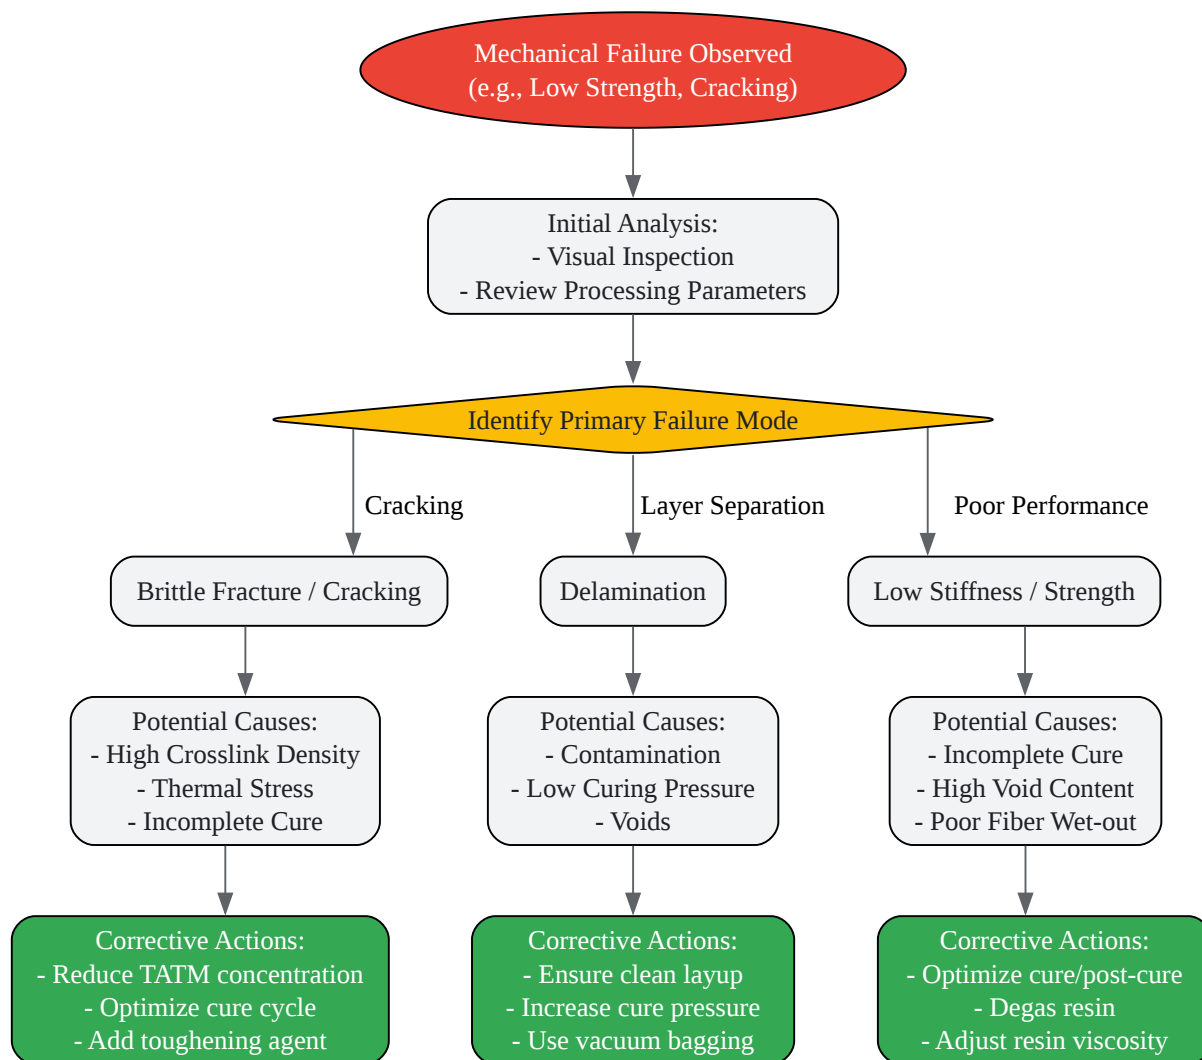 Mechanical Failure Observed
(e.g., Low Strength, Cracking)
Initial Analysis:
- Visual Inspection
- Review Processing Parameters
Identify Primary Failure Mode
Cracking
Layer Separation
Poor Performance
Brittle Fracture / Cracking
Delamination
Low Stiffness / Strength
Potential Causes:
- High Crosslink Density
- Thermal Stress
- Incomplete Cure
Potential Causes:
- Contamination
- Low Curing Pressure
- Voids
Potential Causes:
- Incomplete Cure
- High Void Content
- Poor Fiber Wet-out
Corrective Actions:
- Reduce TATM concentration
- Optimize cure cycle
- Add toughening agent
Corrective Actions:
- Ensure clean layup
- Increase cure pressure
- Use vacuum bagging
Corrective Actions:
- Optimize cure/post-cure
- Degas resin
- Adjust resin viscosity